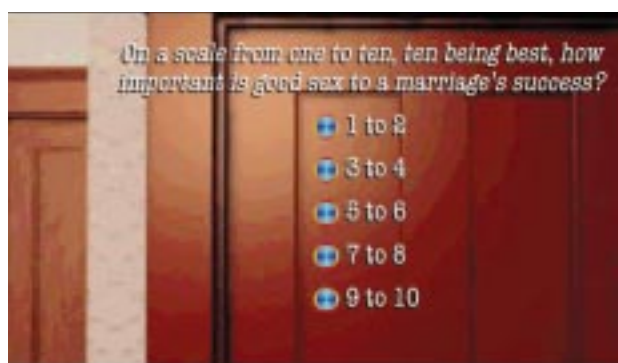 On a scale from one to ten, ten being best, how
important is good sex to a marriage's success?
1 to 2
3 to 4
5 to 6
7 to 8
9 to 10